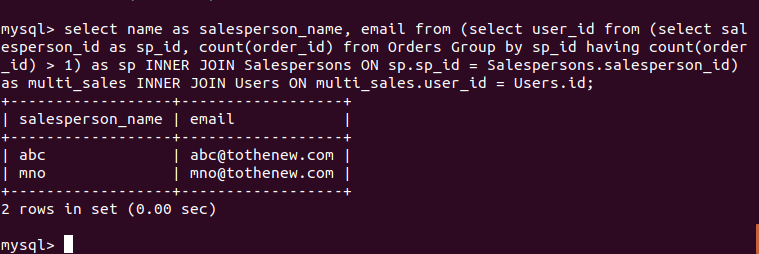 mysql> select name as salesperson_name, email from (select user_id from (select sal
esperson_id as sp_id, count(order_id) from Orders Group by sp_id having count(order
_id) > 1) as sp INNER JOIN Salespersons ON sp.sp_id = Salespersons.salesperson_id)
as multi_sales INNER JOIN Users ON multi_sales.user_id = Users.id;
+------------------+------------------+
| salesperson_name | email            |
+------------------+------------------+
| abc              | abc@tothenew.com |
| mno              | mno@tothenew.com |
+------------------+------------------+
2 rows in set (0.00 sec)
mysql>